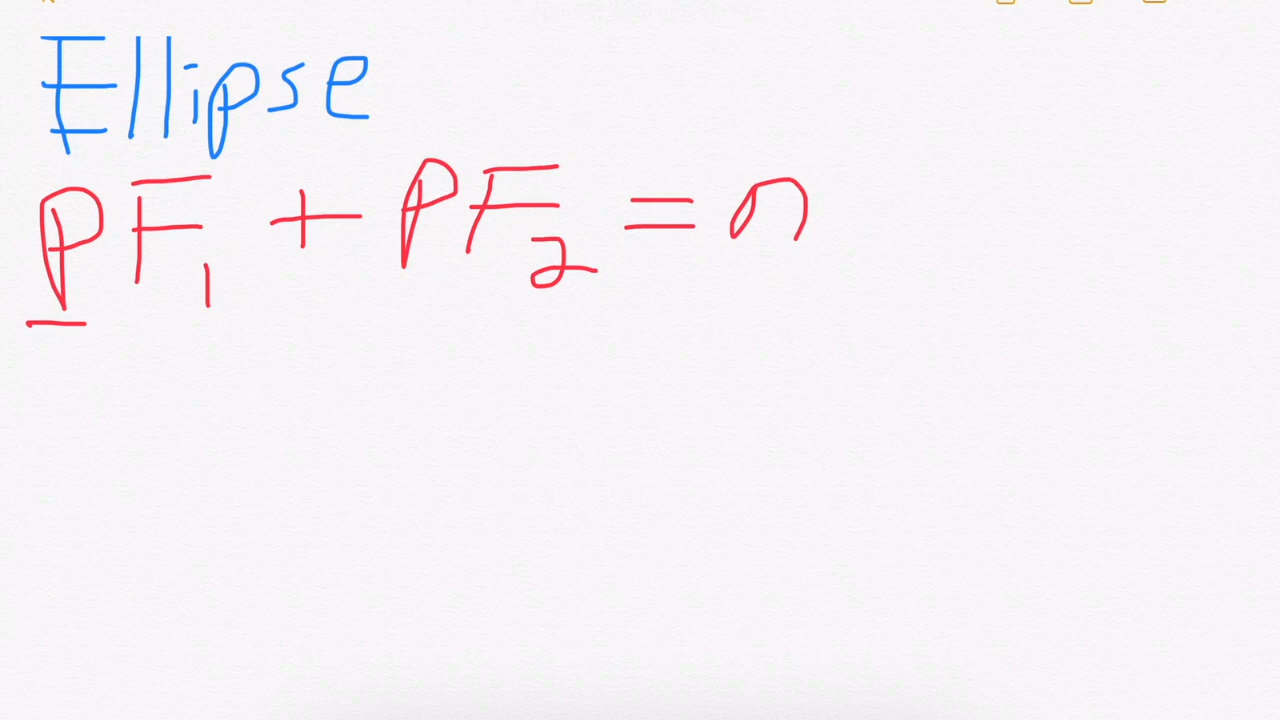 Ellipse
PF₁ + PF₂ = n